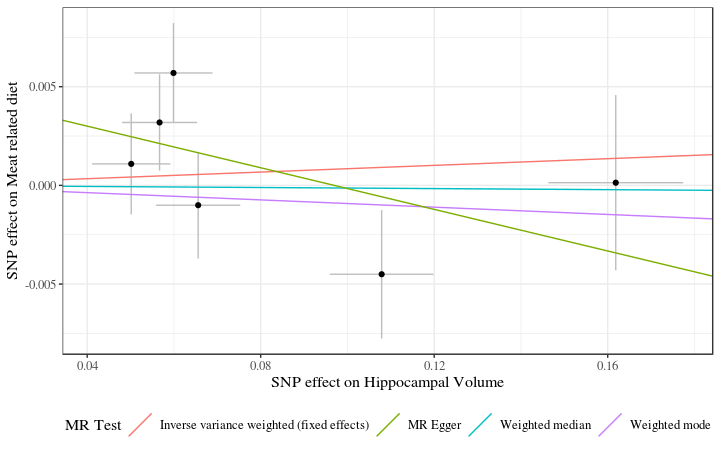 SNP effect on Meat related diet
0.005
0.000
-0.005
0.04 0.08 0.12 0.16
SNP effect on Hippocampal Volume
MR Test Inverse variance weighted (fixed effects) MR Egger Weighted median Weighted mode